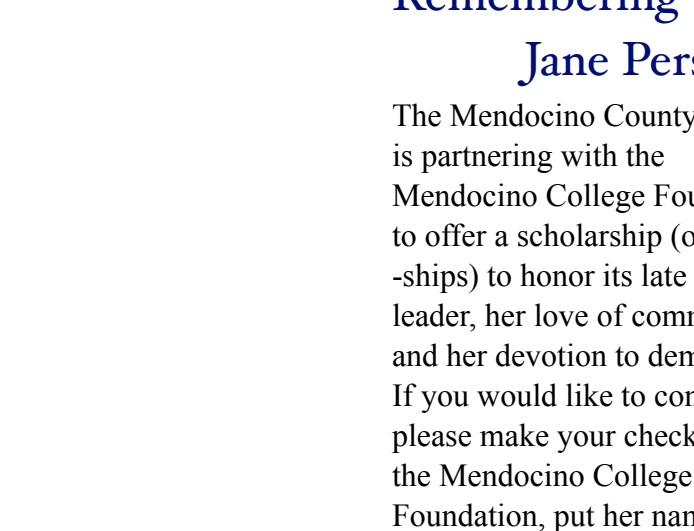 Remembering
Jane Pers
The Mendocino County
is partnering with the
Mendocino College Fou
to offer a scholarship (o
-ships) to honor its late
leader, her love of comm
and her devotion to dem
If you would like to con
please make your check
the Mendocino College
Foundation, put her nam